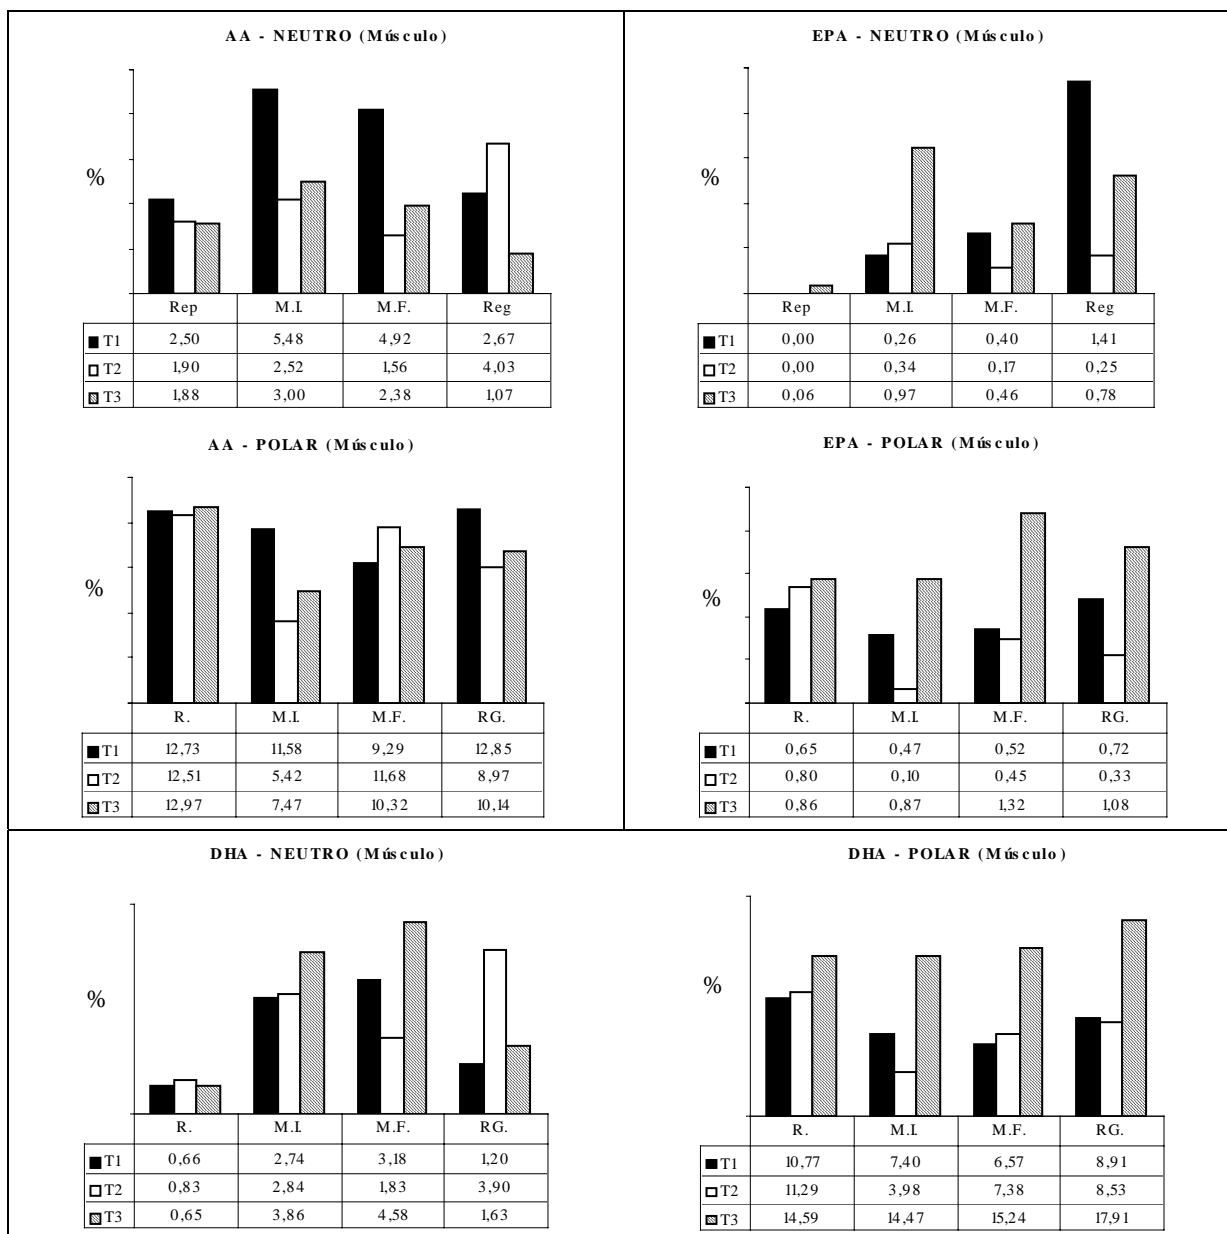 AA - NEUTRO (Músculo)
%
Rep M.I. M.F. Reg
T1 2,50 5,48 4,92 2,67
T2 1,90 2,52 1,56 4,03
T3 1,88 3,00 2,38 1,07
EPA - NEUTRO (Músculo)
%
Rep M.I. M.F. Reg
T1 0,00 0,26 0,40 1,41
T2 0,00 0,34 0,17 0,25
T3 0,06 0,97 0,46 0,78
AA - POLAR (Músculo)
%
R. M.I. M.F. RG.
T1 12,73 11,58 9,29 12,85
T2 12,51 5,42 11,68 8,97
T3 12,97 7,47 10,32 10,14
EPA - POLAR (Músculo)
%
R. M.I. M.F. RG.
T1 0,65 0,47 0,52 0,72
T2 0,80 0,10 0,45 0,33
T3 0,86 0,87 1,32 1,08
DHA - NEUTRO (Músculo)
%
R. M.I. M.F. RG.
T1 0,66 2,74 3,18 1,20
T2 0,83 2,84 1,83 3,90
T3 0,65 3,86 4,58 1,63
DHA - POLAR (Músculo)
%
R. M.I. M.F. RG.
T1 10,77 7,40 6,57 8,91
T2 11,29 3,98 7,38 8,53
T3 14,59 14,47 15,24 17,91